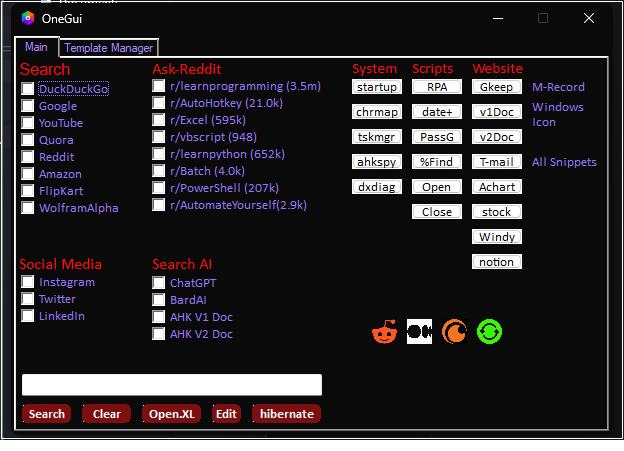 OneGui
Main
Template Manager
Search
DuckDuckGo
Google
YouTube
Quora
Reddit
Amazon
FlipKart
WolframAlpha
Ask-Reddit
r/learnprogramming (3.5m)
r/AutoHotkey (21.0k)
r/Excel (595k)
r/vbscript (948)
r/learnpython (652k)
r/Batch (4.0k)
r/PowerShell (207k)
r/AutomateYourself(2.9k)
System
startup
chrmap
tskmgr
ahkspy
dxdiag
Scripts
RPA
date+
PassG
%Find
Open
Close
Website
Gkeep
v1Doc
v2Doc
T-mail
Achart
stock
Windy
notion
M-Record
Windows
Icon
All Snippets
Social Media
Instagram
Twitter
LinkedIn
Search AI
ChatGPT
BardAI
AHK V1 Doc
AHK V2 Doc
Search
Clear
Open.XL
Edit
hibernate